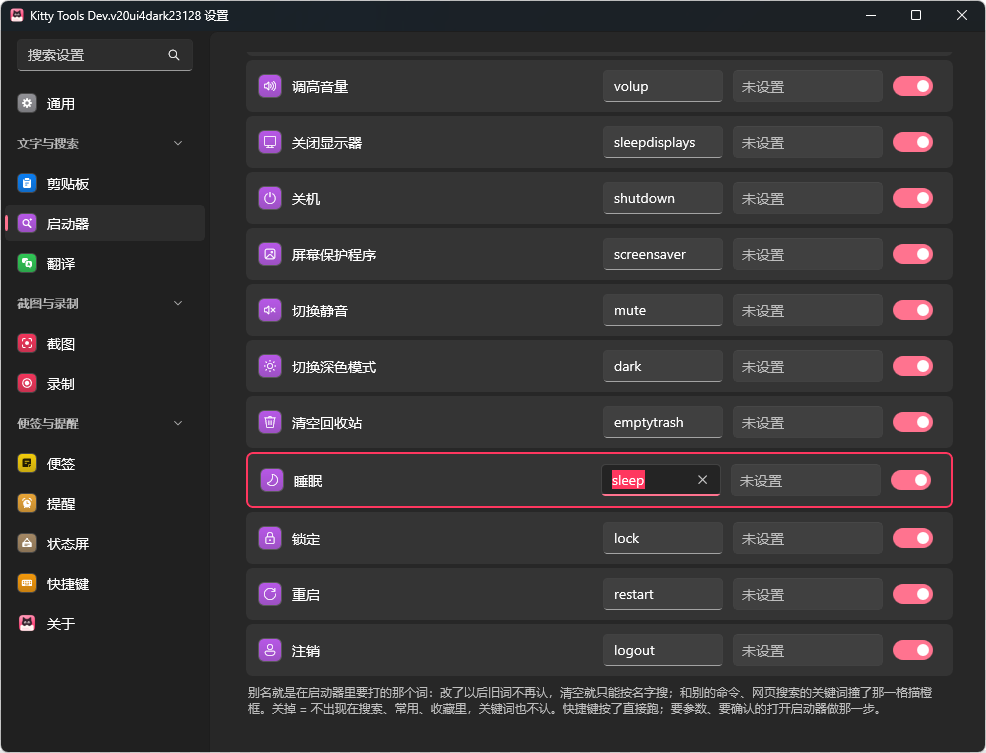 Kitty Tools Dev.v20ui4dark23128 设置
搜索设置
通用
文字与搜索
剪贴板
启动器
翻译
截图与录制
截图
录制
便签与提醒
便签
提醒
状态屏
快捷键
关于
调高音量 volup 未设置
关闭显示器 sleepdisplays 未设置
关机 shutdown 未设置
屏幕保护程序 screensaver 未设置
切换静音 mute 未设置
切换深色模式 dark 未设置
清空回收站 emptytrash 未设置
睡眠 sleep 未设置
锁定 lock 未设置
重启 restart 未设置
注销 logout 未设置
别名就是在启动器里要打的那个词：改了以后旧词不再认，清空就只能按名字搜；和别的命令、网页搜索的关键词撞了那一格描橙
框。关掉 = 不出现在搜索、常用、收藏里，关键词也不认。快捷键按了直接跑；要参数、要确认的打开启动器做那一步。